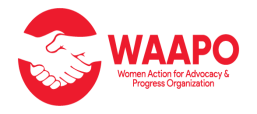 WAAPO
Women Action for Advocacy &
Progress Organization